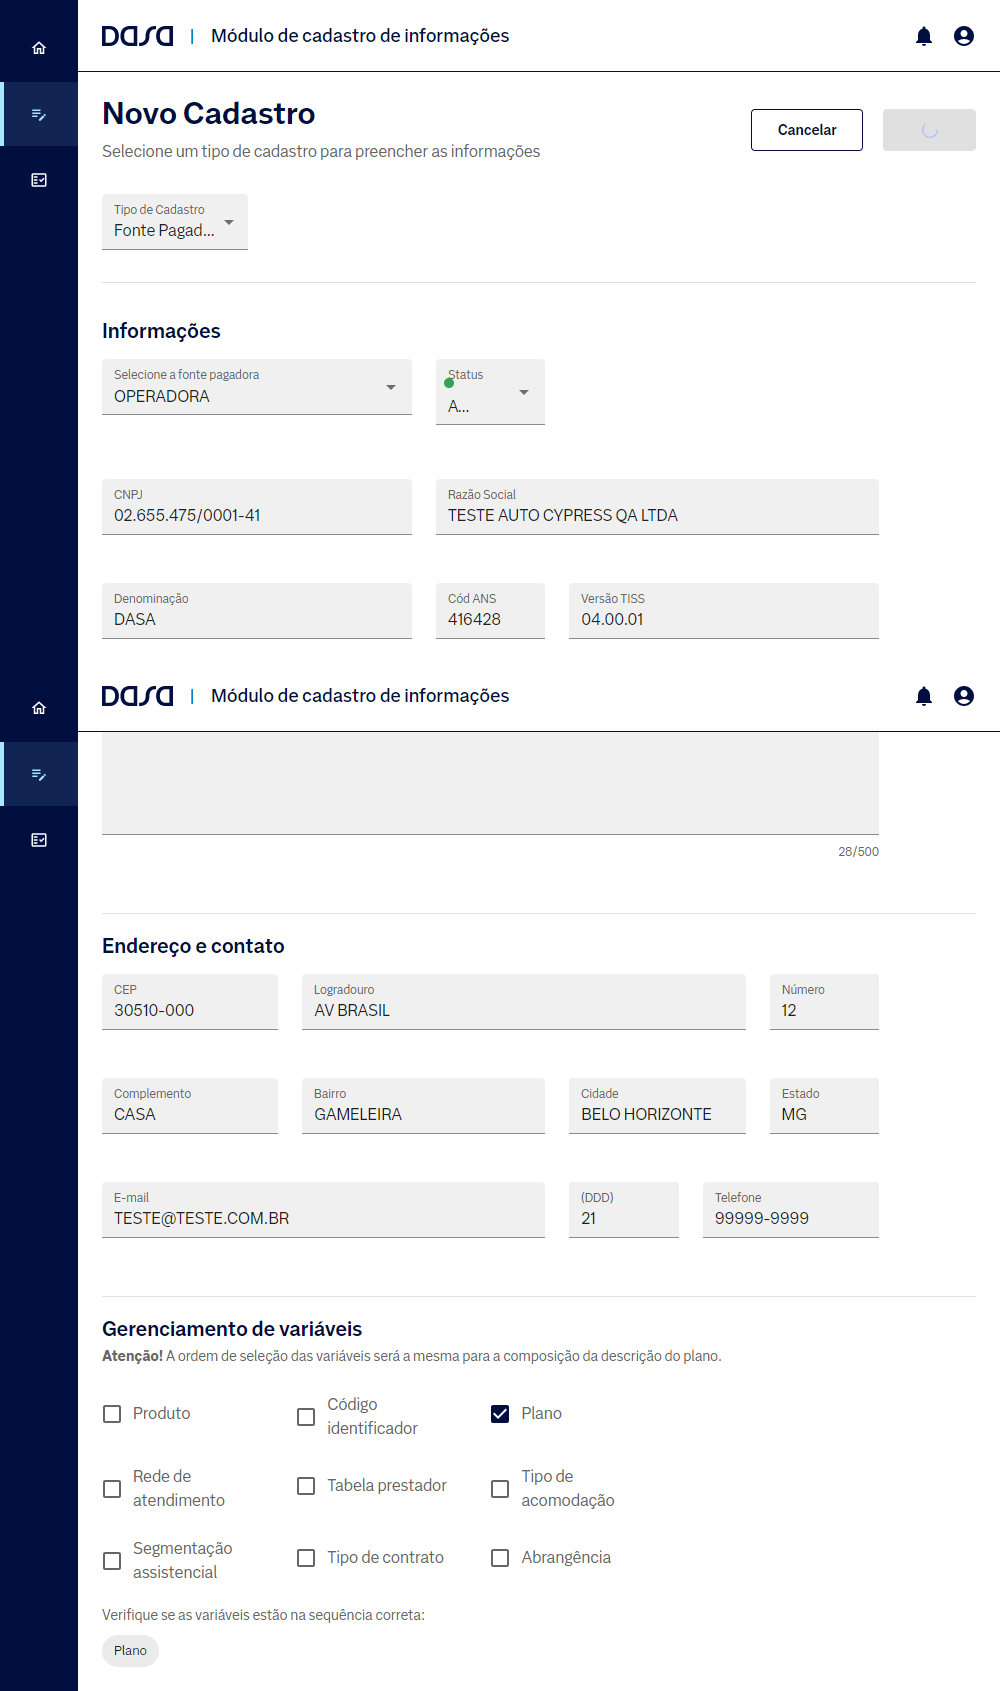 DASA | Módulo de cadastro de informações
Novo Cadastro
Selecione um tipo de cadastro para preencher as informações
Cancelar
Tipo de Cadastro
Fonte Pagad...
Informações
Selecione a fonte pagadora
OPERADORA
Status
A...
CNPJ
02.655.475/0001-41
Razão Social
TESTE AUTO CYPRESS QA LTDA
Denominação
DASA
Cód ANS
416428
Versão TISS
04.00.01
DASA | Módulo de cadastro de informações
28/500
Endereço e contato
CEP
30510-000
Logradouro
AV BRASIL
Número
12
Complemento
CASA
Bairro
GAMELEIRA
Cidade
BELO HORIZONTE
Estado
MG
E-mail
TESTE@TESTE.COM.BR
(DDD)
21
Telefone
99999-9999
Gerenciamento de variáveis
Atenção! A ordem de seleção das variáveis será a mesma para a composição da descrição do plano.
Produto
Código
identificador
Plano
Rede de
atendimento
Tabela prestador
Tipo de
acomodação
Segmentação
assistencial
Tipo de contrato
Abrangência
Verifique se as variáveis estão na sequência correta:
Plano